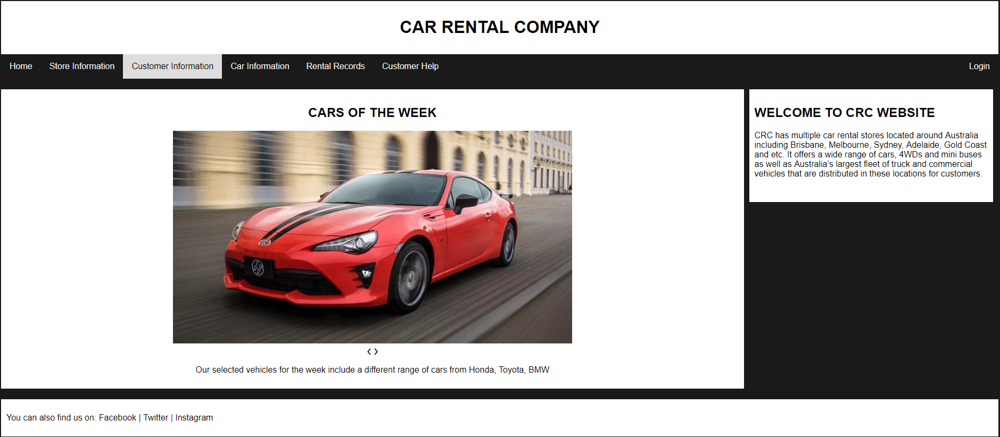 CAR RENTAL COMPANY
Home Store Information Customer Information Car Information Rental Records Customer Help Login
CARS OF THE WEEK
86
‹ ›
Our selected vehicles for the week include a different range of cars from Honda, Toyota, BMW
WELCOME TO CRC WEBSITE
CRC has multiple car rental stores located around Australia
including Brisbane, Melbourne, Sydney, Adelaide, Gold Coast
and etc. It offers a wide range of cars, 4WDs and mini buses
as well as Australia’s largest fleet of truck and commercial
vehicles that are distributed in these locations for customers.
You can also find us on: Facebook | Twitter | Instagram